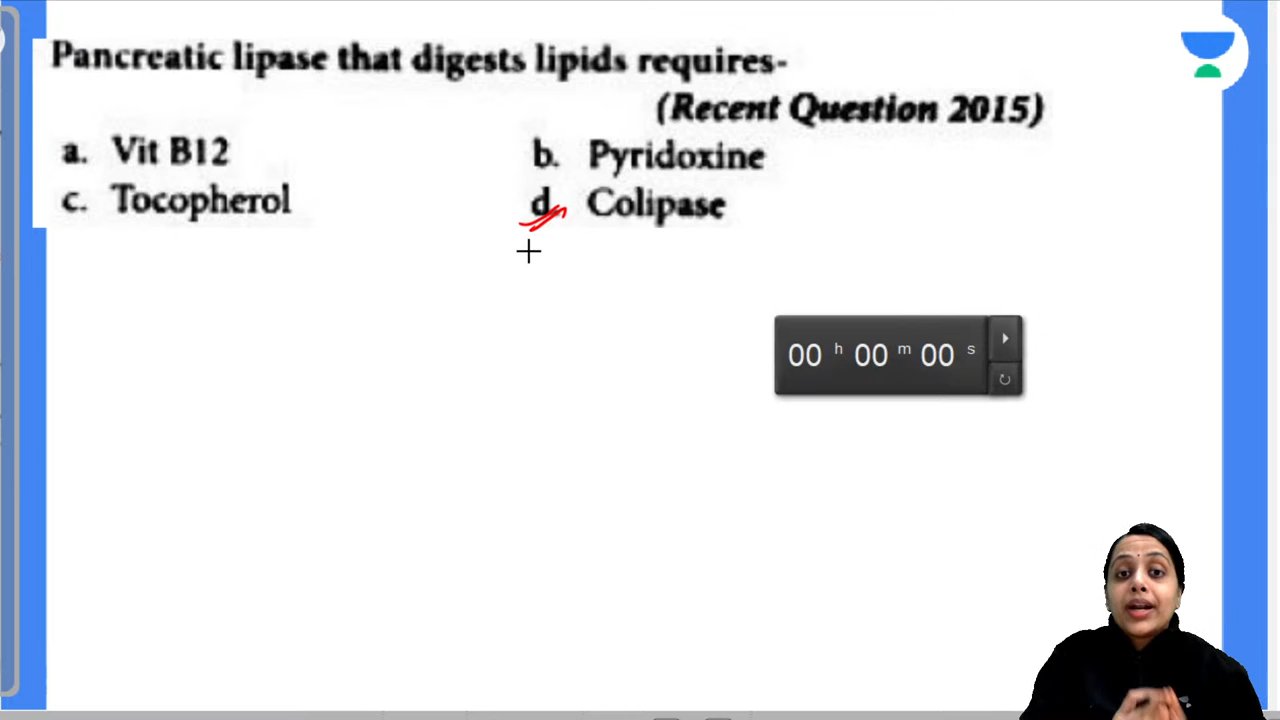 Pancreatic lipase that digests lipids requires-
(Recent Question 2015)
a. Vit B12 b. Pyridoxine
c. Tocopherol d. Colipase
00 h 00 m 00 s